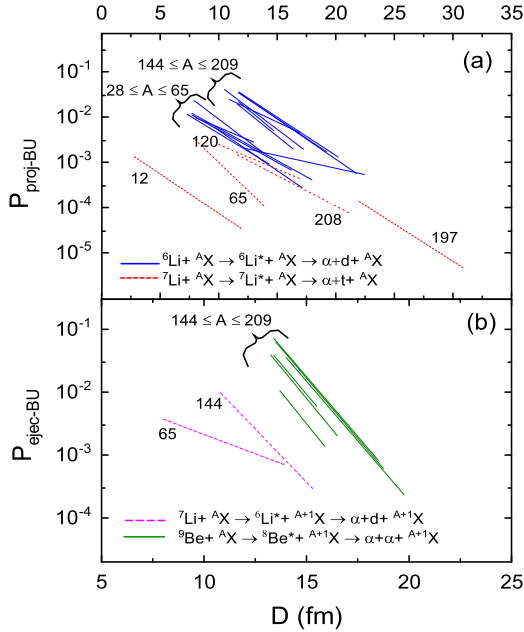 0 5 10 15 20 25 30 35
(a)
144 ≤ A ≤ 209
28 ≤ A ≤ 65
10⁻¹
10⁻²
10⁻³
10⁻⁴
10⁻⁵
P proj-BU
120
12
65
208
197
⁶Li+ ᴬX → ⁶Li*+ ᴬX → α+d+ ᴬX
⁷Li+ ᴬX → ⁷Li*+ ᴬX → α+t+ ᴬX
(b)
144 ≤ A ≤ 209
10⁻¹
10⁻²
10⁻³
10⁻⁴
P ejec-BU
144
65
⁷Li+ ᴬX → ⁶Li*+ ᴬ⁺¹X → α+d+ ᴬ⁺¹X
⁹Be+ ᴬX → ⁸Be*+ ᴬ⁺¹X → α+α+ ᴬ⁺¹X
5 10 15 20 25
D (fm)